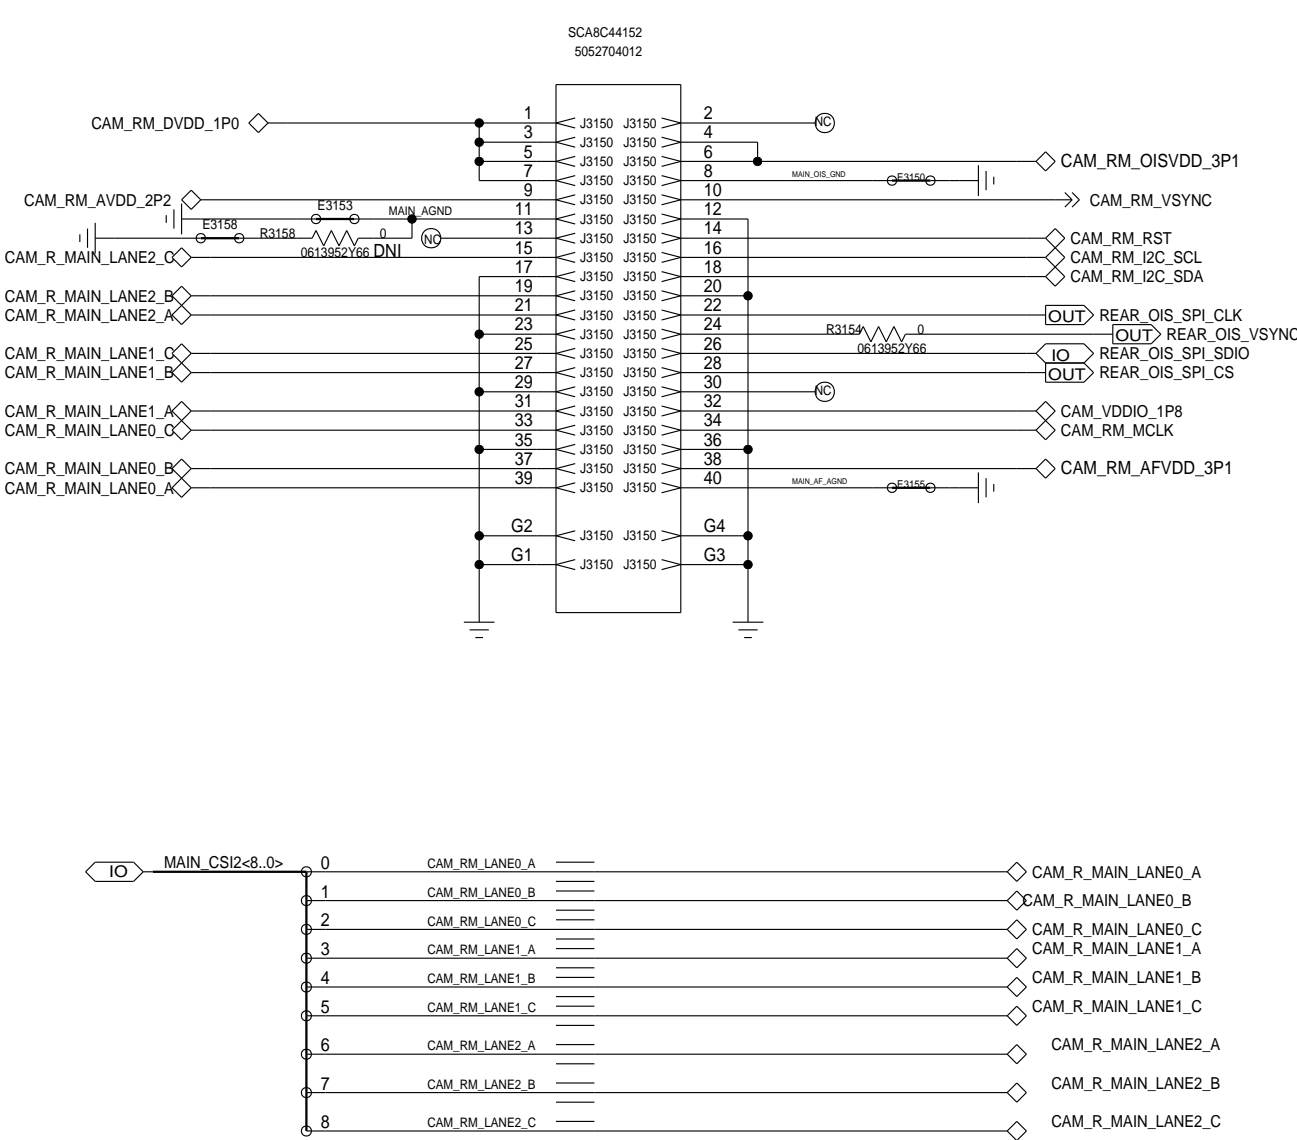 SCA8C44152
5052704012
CAM_RM_DVDD_1P0 1 J3150 J3150 2 NC
3 J3150 J3150 4
5 J3150 J3150 6 CAM_RM_OISVDD_3P1
7 J3150 J3150 8 MAIN_OIS_GND E3150
CAM_RM_AVDD_2P2 9 J3150 J3150 10 CAM_RM_VSYNC
E3153 MAIN_AGND 11 J3150 J3150 12
E3158 R3158 0 NC 13 J3150 J3150 14 CAM_RM_RST
0613952Y66 DNI
CAM_R_MAIN_LANE2_C 15 J3150 J3150 16 CAM_RM_I2C_SCL
17 J3150 J3150 18 CAM_RM_I2C_SDA
CAM_R_MAIN_LANE2_B 19 J3150 J3150 20
CAM_R_MAIN_LANE2_A 21 J3150 J3150 22 OUT REAR_OIS_SPI_CLK
23 J3150 J3150 24 R3154 0 OUT REAR_OIS_VSYNC
0613952Y66
CAM_R_MAIN_LANE1_C 25 J3150 J3150 26 IO REAR_OIS_SPI_SDIO
CAM_R_MAIN_LANE1_B 27 J3150 J3150 28 OUT REAR_OIS_SPI_CS
29 J3150 J3150 30 NC
CAM_R_MAIN_LANE1_A 31 J3150 J3150 32 CAM_VDDIO_1P8
CAM_R_MAIN_LANE0_C 33 J3150 J3150 34 CAM_RM_MCLK
35 J3150 J3150 36
CAM_R_MAIN_LANE0_B 37 J3150 J3150 38 CAM_RM_AFVDD_3P1
CAM_R_MAIN_LANE0_A 39 J3150 J3150 40 MAIN_AF_AGND E3155
G2 J3150 J3150 G4
G1 J3150 J3150 G3
IO MAIN_CSI2<8..0> 0 CAM_RM_LANE0_A CAM_R_MAIN_LANE0_A
1 CAM_RM_LANE0_B CAM_R_MAIN_LANE0_B
2 CAM_RM_LANE0_C CAM_R_MAIN_LANE0_C
3 CAM_RM_LANE1_A CAM_R_MAIN_LANE1_A
4 CAM_RM_LANE1_B CAM_R_MAIN_LANE1_B
5 CAM_RM_LANE1_C CAM_R_MAIN_LANE1_C
6 CAM_RM_LANE2_A CAM_R_MAIN_LANE2_A
7 CAM_RM_LANE2_B CAM_R_MAIN_LANE2_B
8 CAM_RM_LANE2_C CAM_R_MAIN_LANE2_C